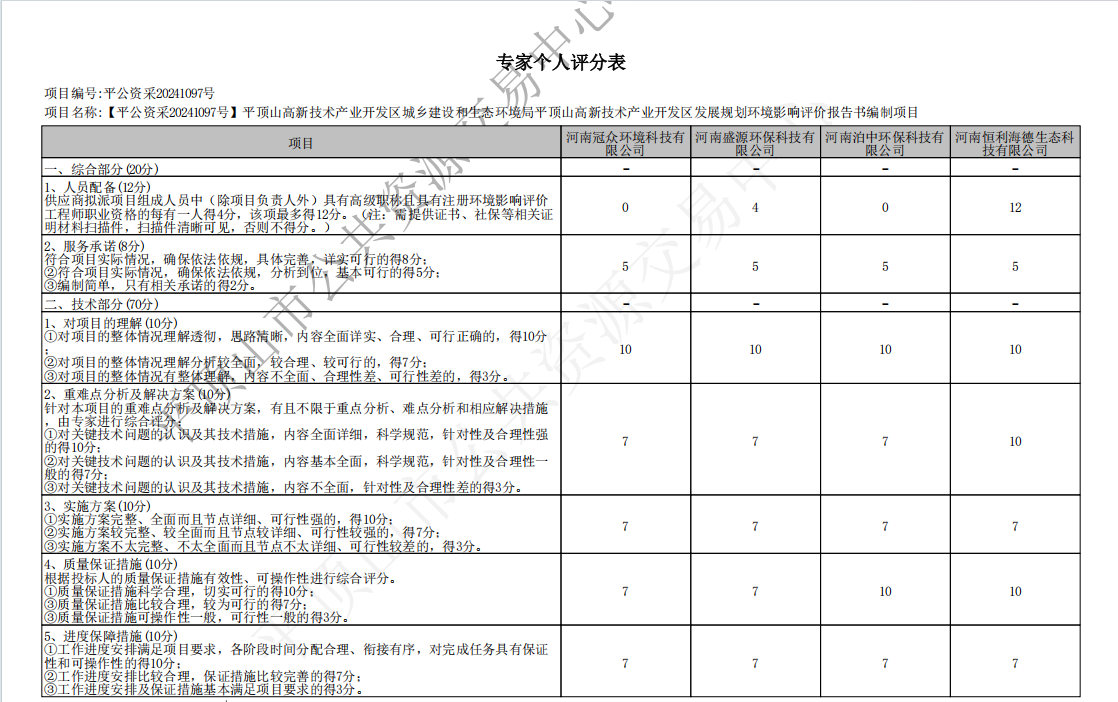 专家个人评分表
项目编号:平公资采20241097号
项目名称:【平公资采20241097号】平顶山高新技术产业开发区城乡建设和生态环境局平顶山高新技术产业开发区发展规划环境影响评价报告书编制项目
项目
河南冠众环境科技有
限公司
河南盛源环保科技有
限公司
河南泊中环保科技有
限公司
河南恒利海德生态科
技有限公司
一、综合部分(20分)
- - - -
1、人员配备(12分)
供应商拟派项目组成人员中（除项目负责人外）具有高级职称且具有注册环境影响评价
工程师职业资格的每有一人得4分，该项最多得12分。（注：需提供证书、社保等相关证
明材料扫描件，扫描件清晰可见，否则不得分。）
0 4 0 12
2、服务承诺(8分)
符合项目实际情况，确保依法依规，具体完善，详实可行的得8分；
②符合项目实际情况，确保依法依规，分析到位，基本可行的得5分；
③编制简单，只有相关承诺的得2分。
5 5 5 5
二、技术部分(70分)
- - - -
1、对项目的理解(10分)
①对项目的整体情况理解透彻，思路清晰，内容全面详实、合理、可行正确的，得10分
；
②对项目的整体情况理解分析较全面，较合理、较可行的，得7分；
③对项目的整体情况有整体理解，内容不全面、合理性差、可行性差的，得3分。
10 10 10 10
2、重难点分析及解决方案(10分)
针对本项目的重难点分析及解决方案，有且不限于重点分析、难点分析和相应解决措施
，由专家进行综合评分；
①对关键技术问题的认识及其技术措施，内容全面详细，科学规范，针对性及合理性强
的得10分；
②对关键技术问题的认识及其技术措施，内容基本全面，科学规范，针对性及合理性一
般的得7分；
③对关键技术问题的认识及其技术措施，内容不全面，针对性及合理性差的得3分。
7 7 7 10
3、实施方案(10分)
①实施方案完整、全面而且节点详细、可行性强的，得10分；
②实施方案较完整、较全面而且节点较详细、可行性较强的，得7分；
③实施方案不太完整、不太全面而且节点不太详细、可行性较差的，得3分。
7 7 7 7
4、质量保证措施(10分)
根据投标人的质量保证措施有效性、可操作性进行综合评分。
①质量保证措施科学合理，切实可行的得10分；
③质量保证措施比较合理，较为可行的得7分；
③质量保证措施可操作性一般，可行性一般的得3分。
7 7 10 10
5、进度保障措施(10分)
①工作进度安排满足项目要求，各阶段时间分配合理、衔接有序，对完成任务具有保证
性和可操作性的得10分；
②工作进度安排比较合理，保证措施比较完善的得7分；
③工作进度安排及保证措施基本满足项目要求的得3分。
7 7 7 7
平顶山市公共资源交易中心
平顶山市公共资源交易中